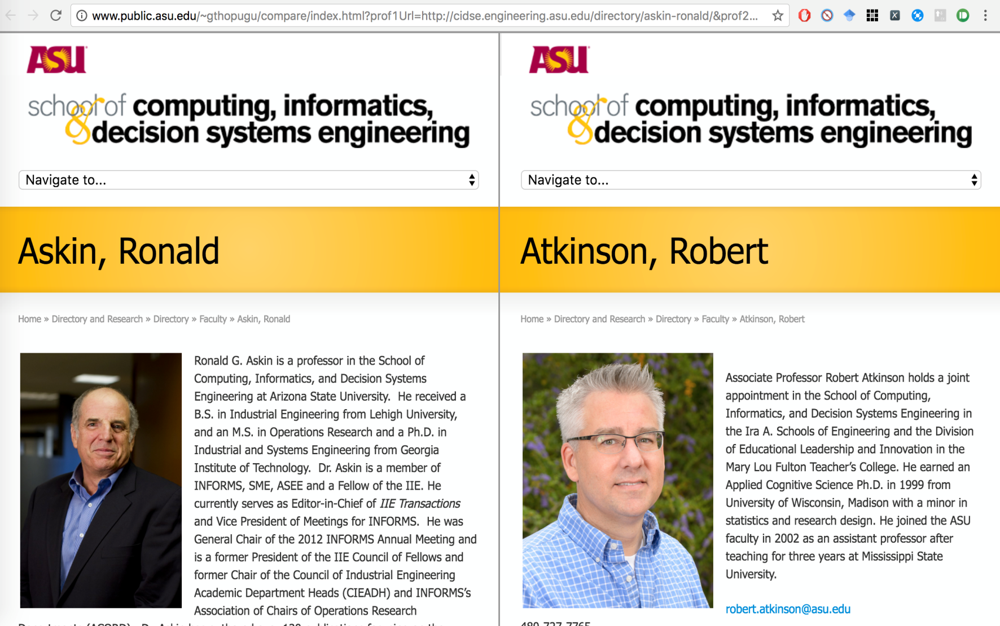 www.public.asu.edu/~gthopugu/compare/index.html?prof1Url=http://cidse.engineering.asu.edu/directory/askin-ronald/&prof2...
ASU
school of computing, informatics,
& decision systems engineering
Navigate to...
Askin, Ronald
Home » Directory and Research » Directory » Faculty » Askin, Ronald
Ronald G. Askin is a professor in the School of
Computing, Informatics, and Decision Systems
Engineering at Arizona State University.  He received a
B.S. in Industrial Engineering from Lehigh University,
and an M.S. in Operations Research and a Ph.D. in
Industrial and Systems Engineering from Georgia
Institute of Technology.  Dr. Askin is a member of
INFORMS, SME, ASEE and a Fellow of the IIE. He
currently serves as Editor-in-Chief of IIE Transactions
and Vice President of Meetings for INFORMS.  He was
General Chair of the 2012 INFORMS Annual Meeting and
is a former President of the IIE Council of Fellows and
former Chair of the Council of Industrial Engineering
Academic Department Heads (CIEADH) and INFORMS's
Association of Chairs of Operations Research
ASU
school of computing, informatics,
& decision systems engineering
Navigate to...
Atkinson, Robert
Home » Directory and Research » Directory » Faculty » Atkinson, Robert
Associate Professor Robert Atkinson holds a joint
appointment in the School of Computing,
Informatics, and Decision Systems Engineering in
the Ira A. Schools of Engineering and the Division
of Educational Leadership and Innovation in the
Mary Lou Fulton Teacher's College. He earned an
Applied Cognitive Science Ph.D. in 1999 from
University of Wisconsin, Madison with a minor in
statistics and research design. He joined the ASU
faculty in 2002 as an assistant professor after
teaching for three years at Mississippi State
University.
robert.atkinson@asu.edu
480-727-7765